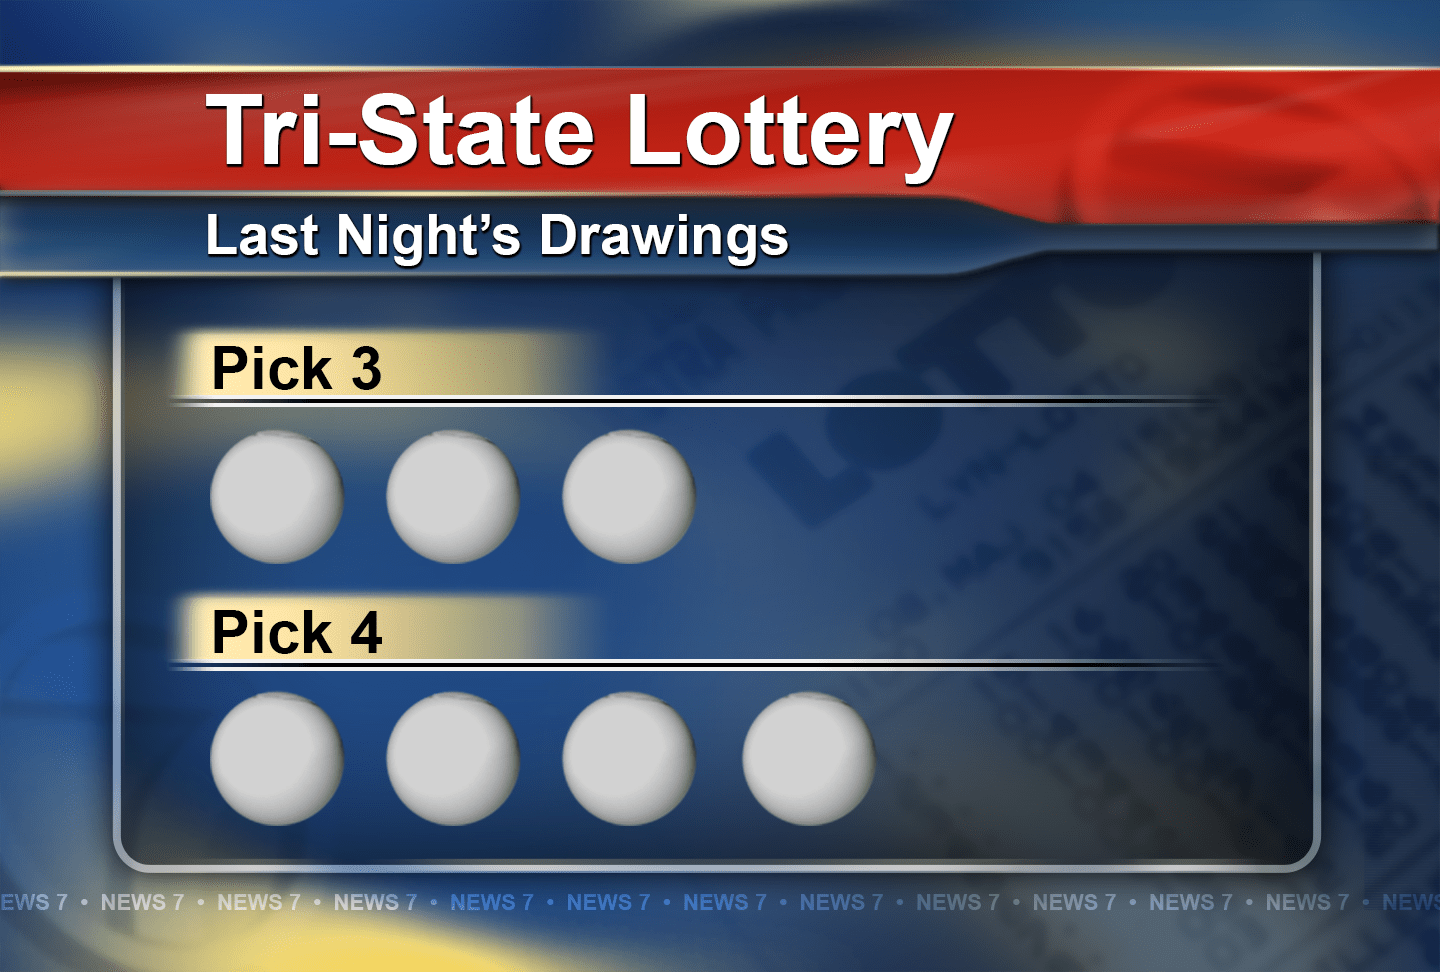 Tri-State Lottery
Last Night’s Drawings
Pick 3
Pick 4
EWS 7 • NEWS 7 • NEWS 7 • NEWS 7 • NEWS 7 • NEWS 7 • NEWS 7 • NEWS 7 • NEWS 7 • NEWS 7 • NEWS 7 • NEWS 7 • NEWS
LOTTO